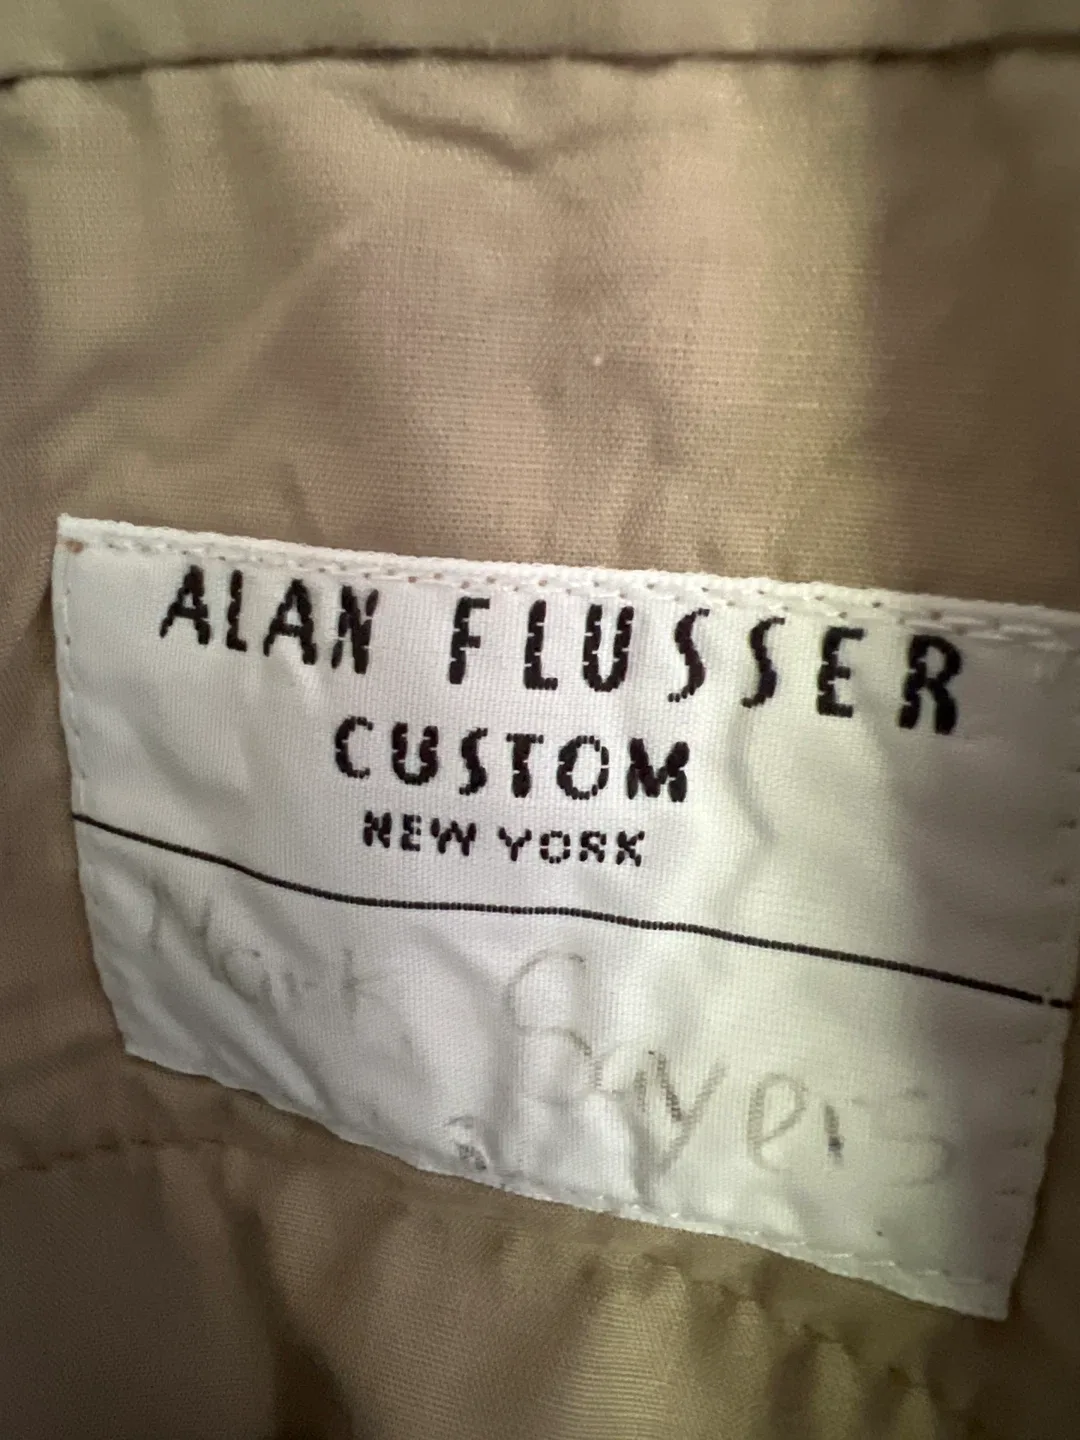 ALAN FLUSSER
CUSTOM
NEW YORK
Mark